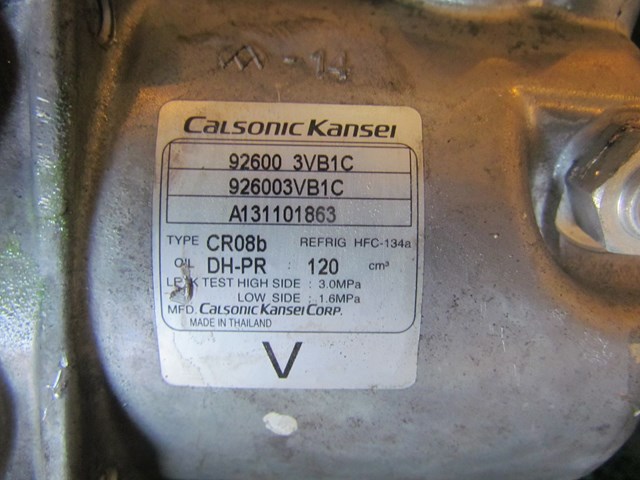 CALSONIC KANSEI
92600 3VB1C
926003VB1C
A131101863
TYPE CR08b REFRIG HFC-134a
OIL DH-PR : 120 cm³
LEAK TEST HIGH SIDE : 3.0MPa
LOW SIDE : 1.6MPa
MFD. CALSONIC KANSEI CORP.
MADE IN THAILAND
V